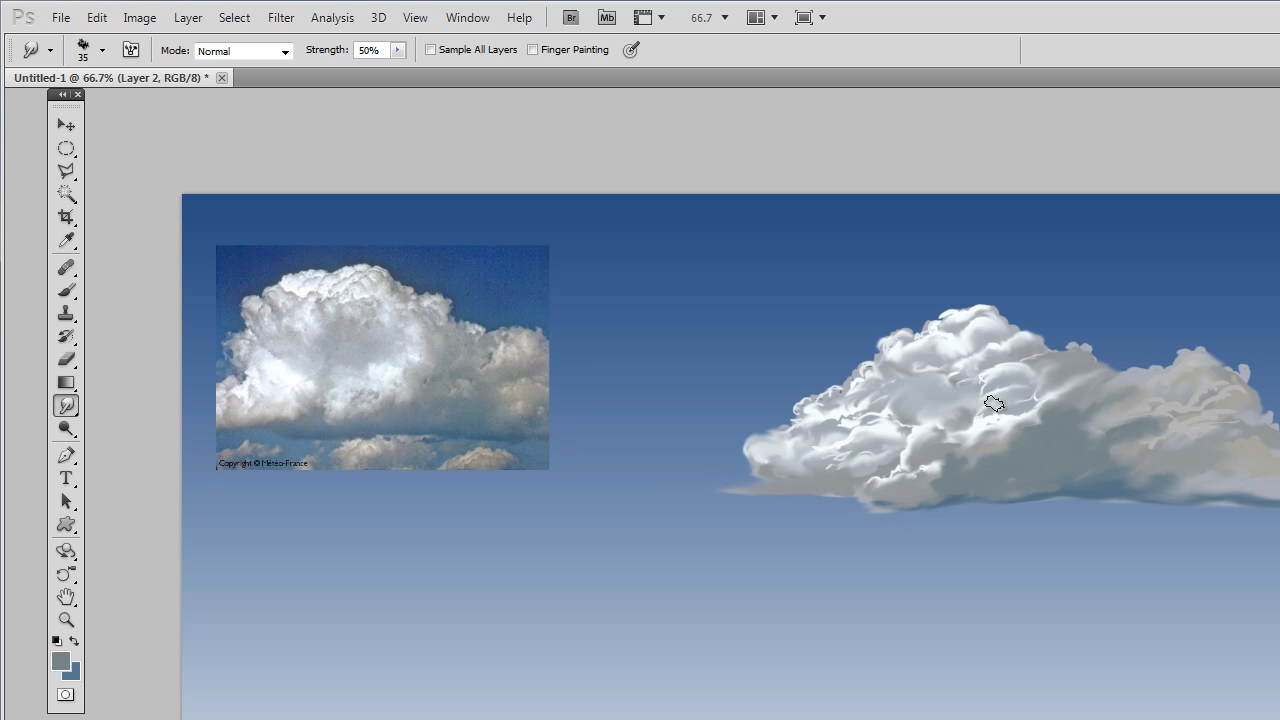 Ps File Edit Image Layer Select Filter Analysis 3D View Window Help Br Mb 66.7
35 Mode: Normal Strength: 50% Sample All Layers Finger Painting
Untitled-1 @ 66.7% (Layer 2, RGB/8) *
T
Copyright © Météo-France